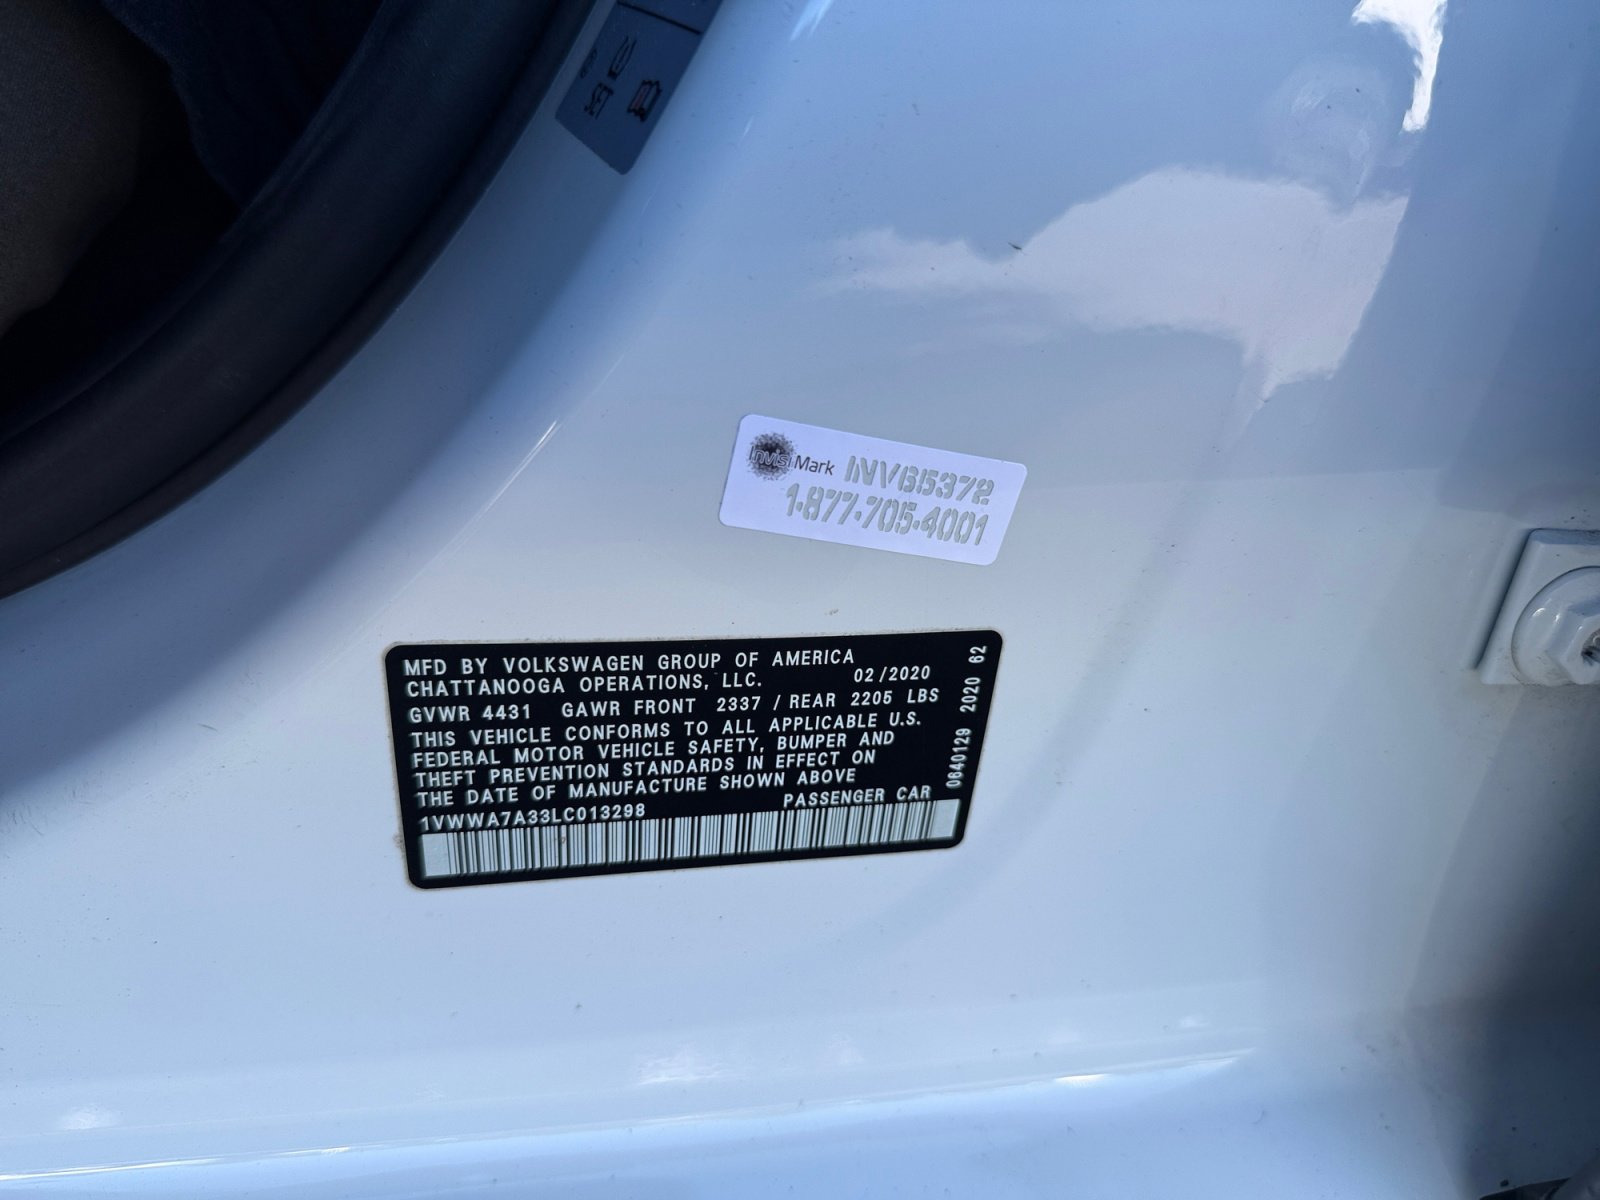 SET
InvisiMark INV65372
1-877-705-4001
MFD BY VOLKSWAGEN GROUP OF AMERICA
CHATTANOOGA OPERATIONS, LLC. 02/2020
GVWR 4431 GAWR FRONT 2337 / REAR 2205 LBS
THIS VEHICLE CONFORMS TO ALL APPLICABLE U.S.
FEDERAL MOTOR VEHICLE SAFETY, BUMPER AND
THEFT PREVENTION STANDARDS IN EFFECT ON
THE DATE OF MANUFACTURE SHOWN ABOVE
1VWWA7A33LC013298 PASSENGER CAR
0640129 2020 62